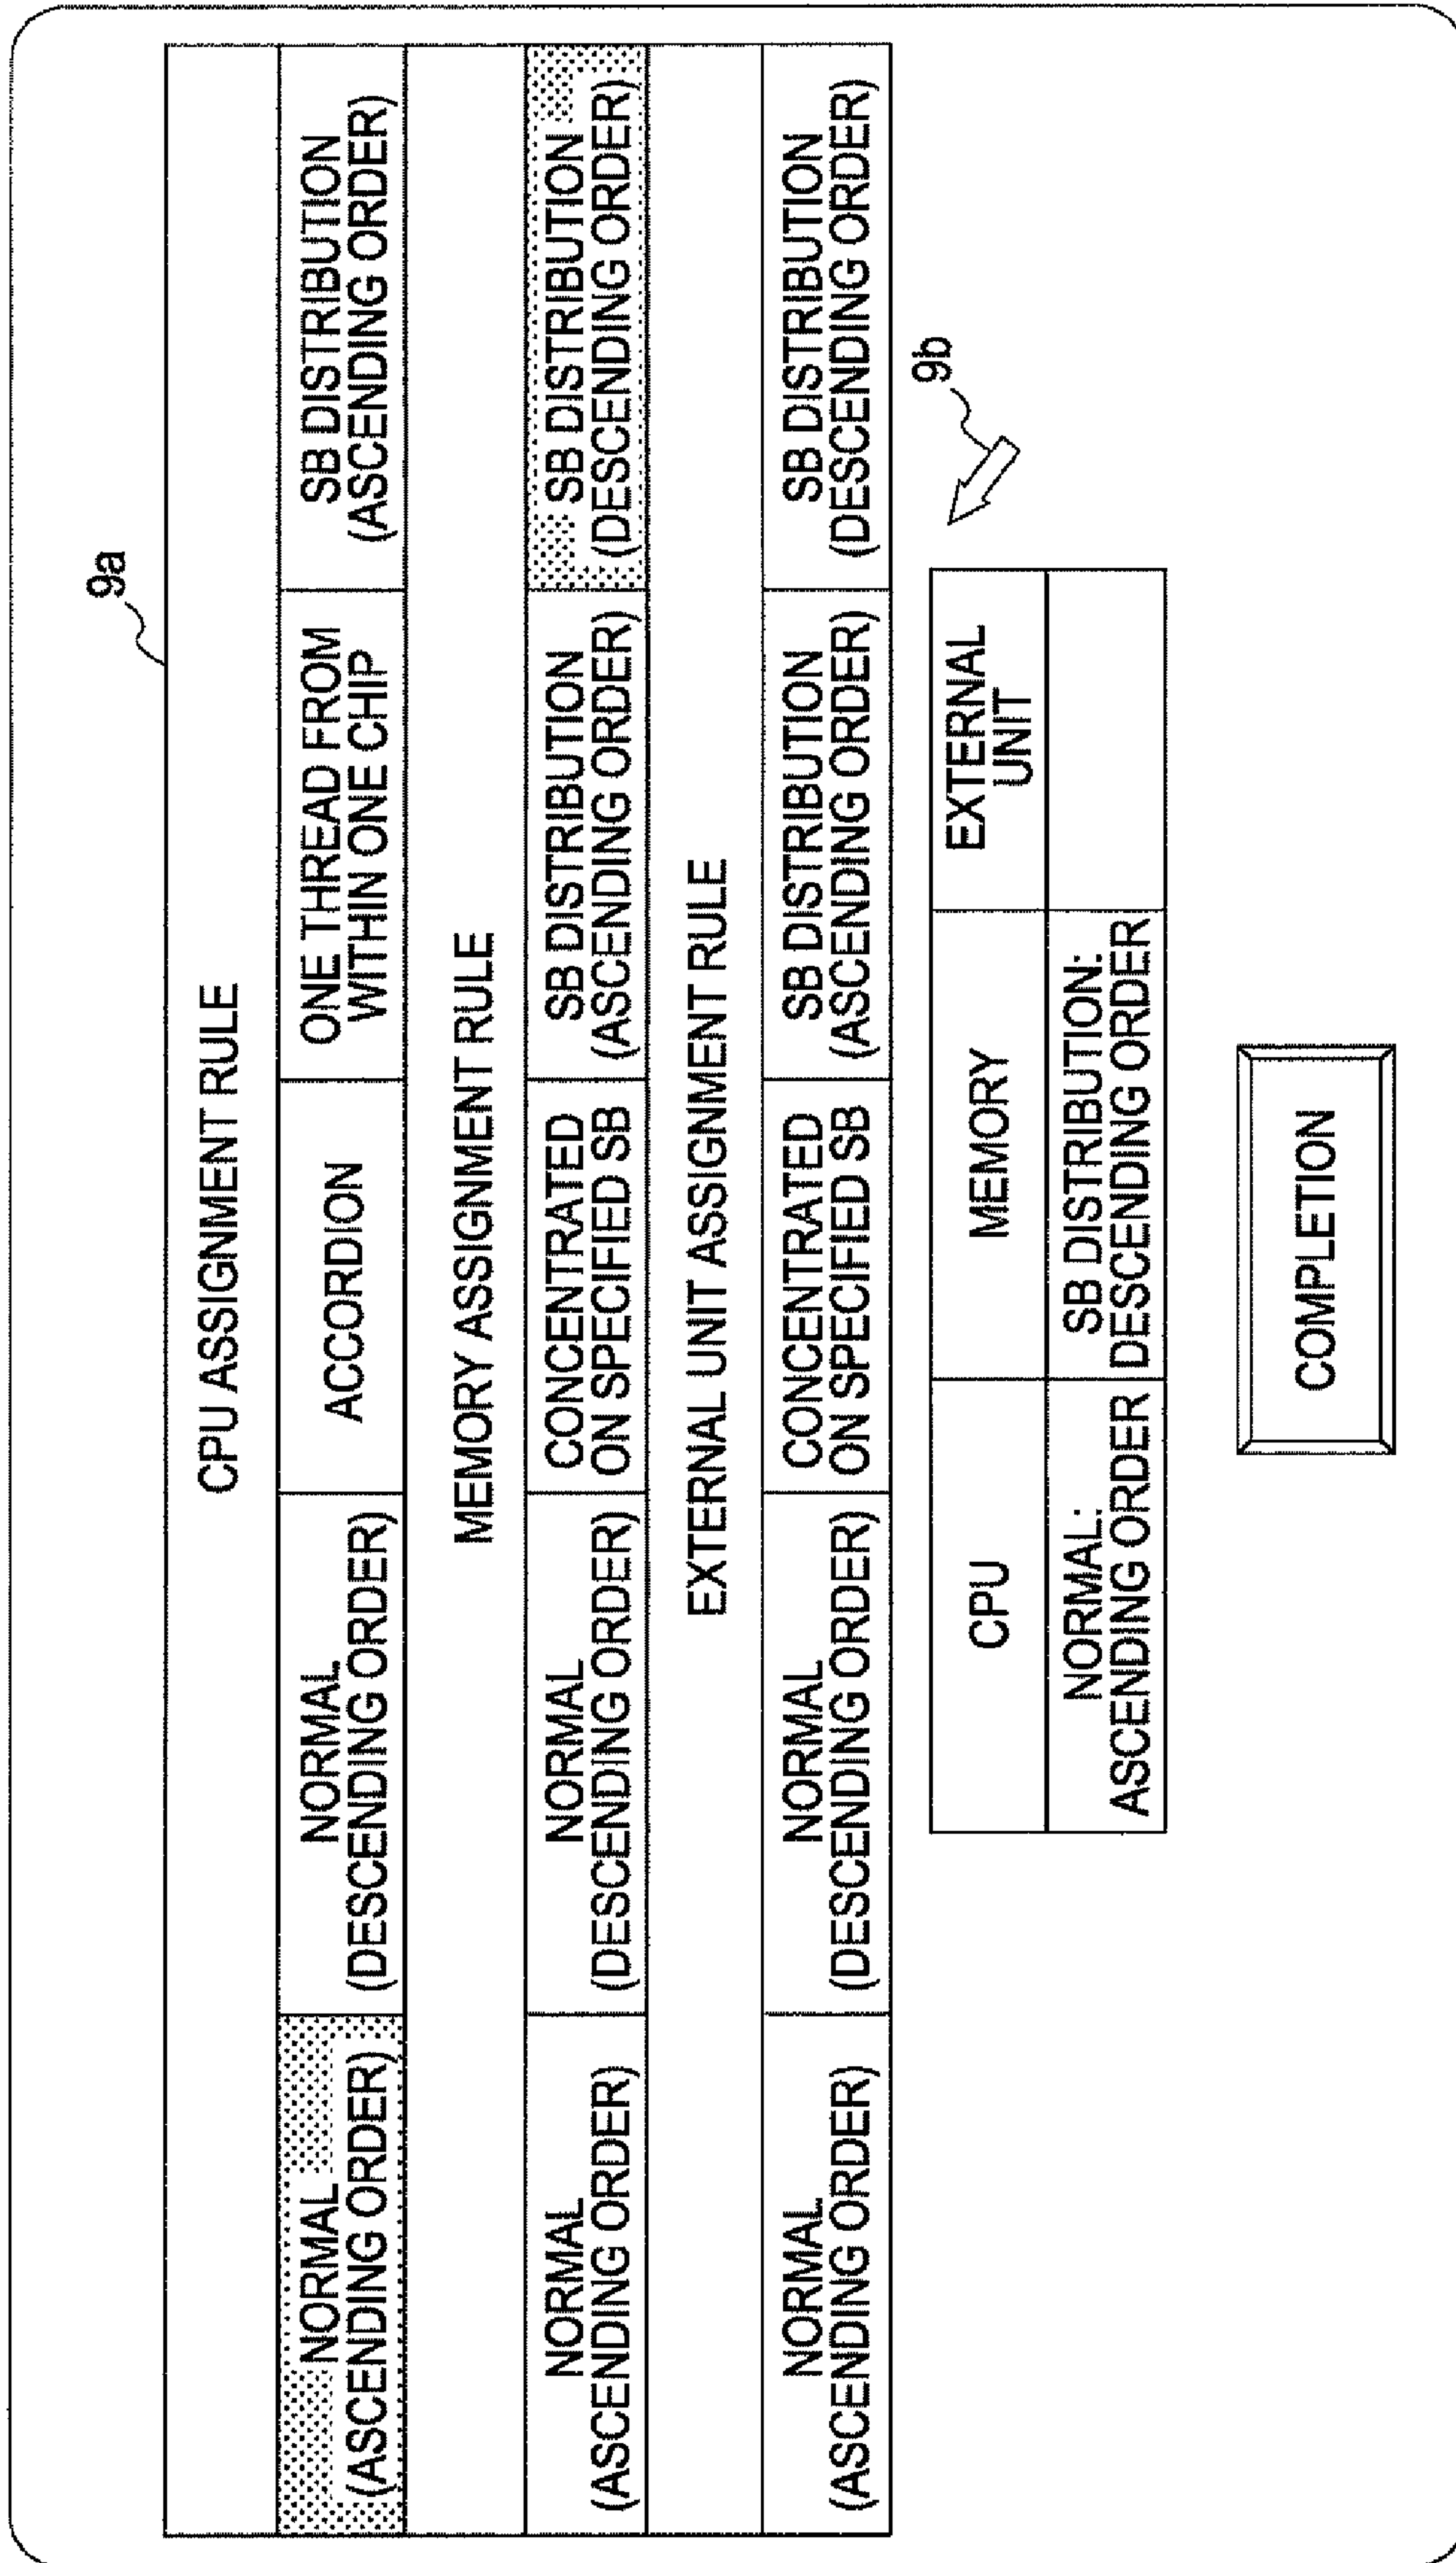 9a
CPU ASSIGNMENT RULE
NORMAL
(ASCENDING ORDER)
NORMAL
(DESCENDING ORDER)
ACCORDION
ONE THREAD FROM
WITHIN ONE CHIP
SB DISTRIBUTION
(ASCENDING ORDER)
MEMORY ASSIGNMENT RULE
NORMAL
(ASCENDING ORDER)
NORMAL
(DESCENDING ORDER)
CONCENTRATED
ON SPECIFIED SB
SB DISTRIBUTION
(ASCENDING ORDER)
SB DISTRIBUTION
(DESCENDING ORDER)
EXTERNAL UNIT ASSIGNMENT RULE
NORMAL
(ASCENDING ORDER)
NORMAL
(DESCENDING ORDER)
CONCENTRATED
ON SPECIFIED SB
SB DISTRIBUTION
(ASCENDING ORDER)
SB DISTRIBUTION
(DESCENDING ORDER)
9b
CPU
MEMORY
EXTERNAL
UNIT
NORMAL:
ASCENDING ORDER
SB DISTRIBUTION:
DESCENDING ORDER
COMPLETION